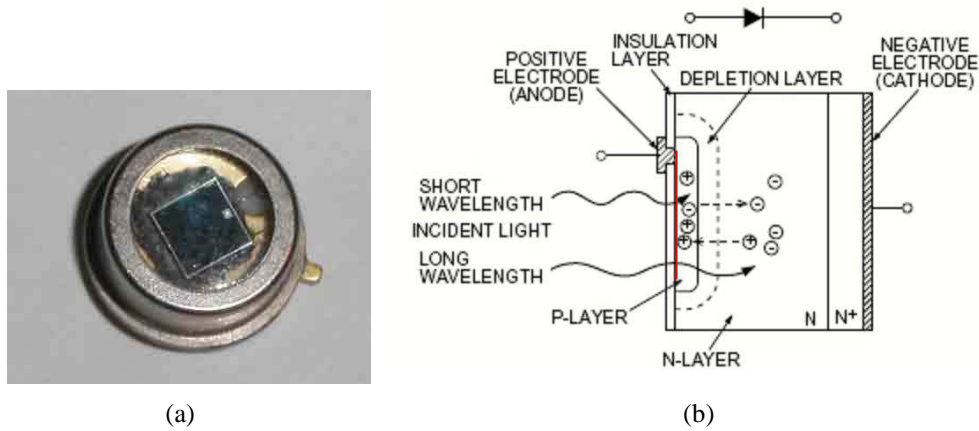 INSULATION
LAYER
POSITIVE
ELECTRODE
(ANODE)
DEPLETION LAYER
NEGATIVE
ELECTRODE
(CATHODE)
SHORT
WAVELENGTH
INCIDENT LIGHT
LONG
WAVELENGTH
P-LAYER
N-LAYER
N
N+
(a)
(b)